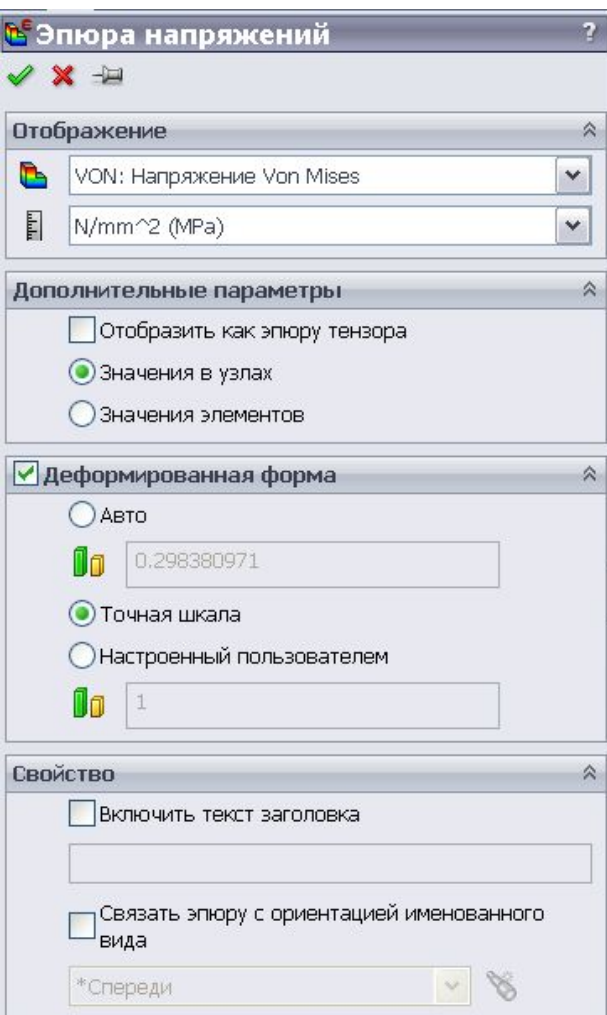 Эпюра напряжений ?
Отображение
VON: Напряжение Von Mises
N/mm^2 (MPa)
Дополнительные параметры
Отобразить как эпюру тензора
Значения в узлах
Значения элементов
Деформированная форма
Авто
0.298380971
Точная шкала
Настроенный пользователем
1
Свойство
Включить текст заголовка
Связать эпюру с ориентацией именованного
вида
*Спереди